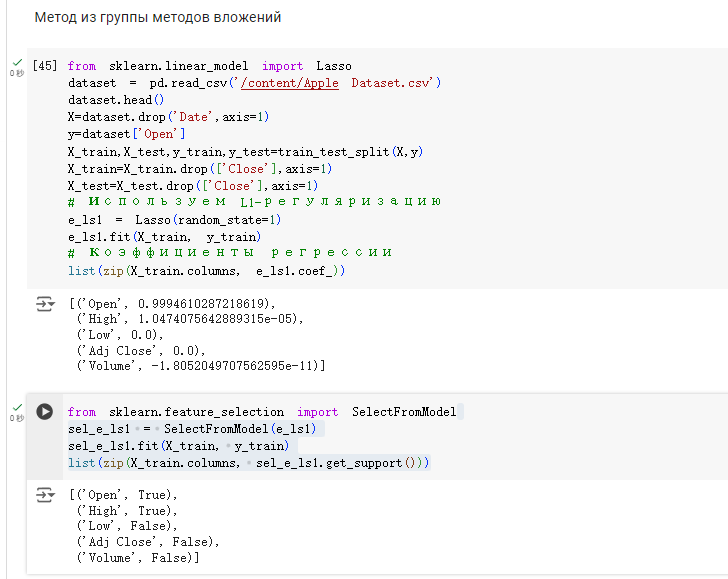 Метод из группы методов вложений
[45] from sklearn.linear_model import Lasso
0秒
dataset = pd.read_csv('/content/Apple Dataset.csv')
dataset.head()
X=dataset.drop('Date',axis=1)
y=dataset['Open']
X_train,X_test,y_train,y_test=train_test_split(X,y)
X_train=X_train.drop(['Close'],axis=1)
X_test=X_test.drop(['Close'],axis=1)
# Используем L1-регуляризацию
e_ls1 = Lasso(random_state=1)
e_ls1.fit(X_train, y_train)
# Коэффициенты регрессии
list(zip(X_train.columns, e_ls1.coef_))
[('Open', 0.9994610287218619),
('High', 1.0474075642889315e-05),
('Low', 0.0),
('Adj Close', 0.0),
('Volume', -1.8052049707562595e-11)]
from sklearn.feature_selection import SelectFromModel
0秒
sel_e_ls1 = SelectFromModel(e_ls1)
sel_e_ls1.fit(X_train, y_train)
list(zip(X_train.columns, sel_e_ls1.get_support()))
[('Open', True),
('High', True),
('Low', False),
('Adj Close', False),
('Volume', False)]